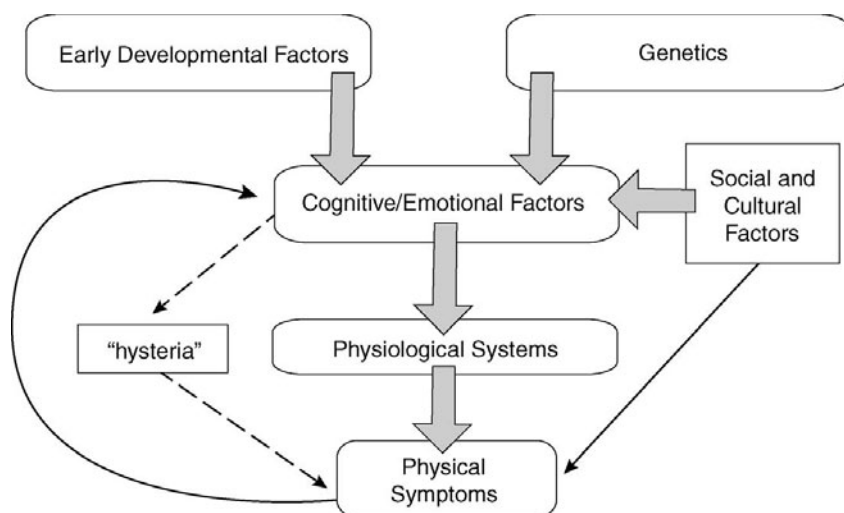 Early Developmental Factors
Genetics
Cognitive/Emotional Factors
Social and
Cultural
Factors
“hysteria”
Physiological Systems
Physical
Symptoms